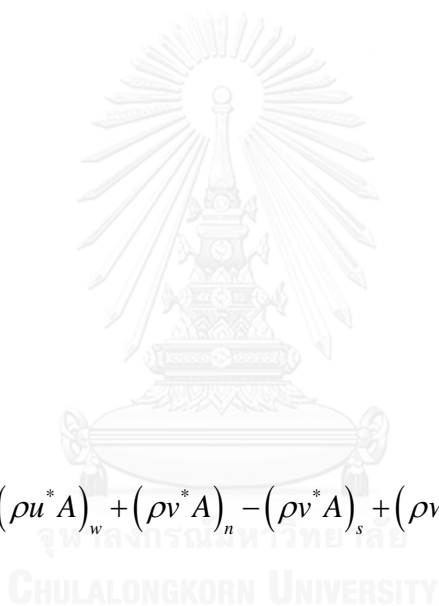 (ρu*A)_w + (ρv*A)_n − (ρv*A)_s + (ρ
จุฬาลงกรณ์มหาวิทยาลัย
CHULALONGKORN UNIVERSITY